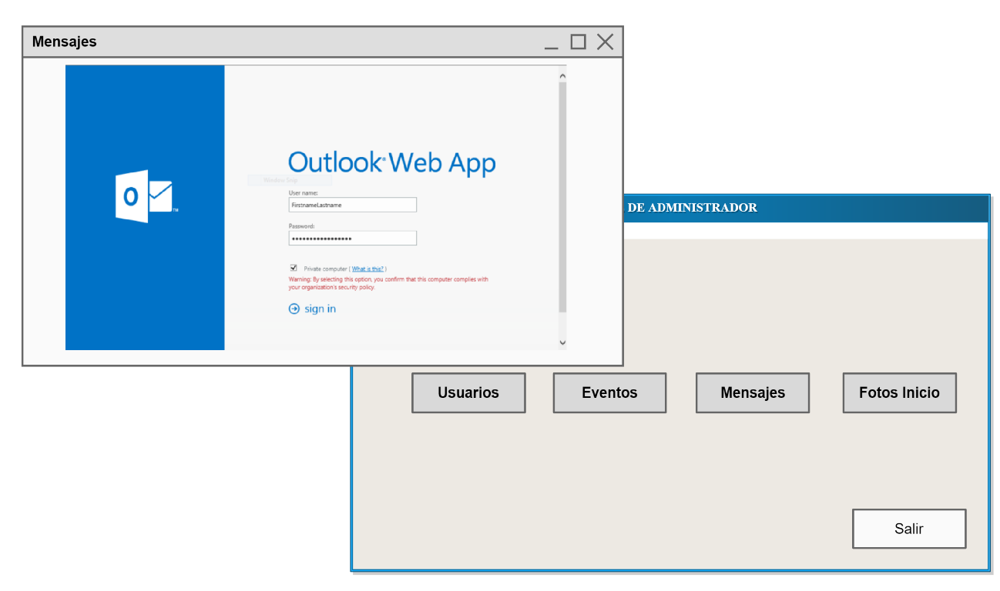 Mensajes
Outlook Web App
Window Snip
User name:
FirstnameLastname
Password:
•••••••••••••••••
Private computer ( What is this? )
Warning: By selecting this option, you confirm that this computer complies with
your organization's security policy.
sign in
O
TM
DE ADMINISTRADOR
Usuarios
Eventos
Mensajes
Fotos Inicio
Salir